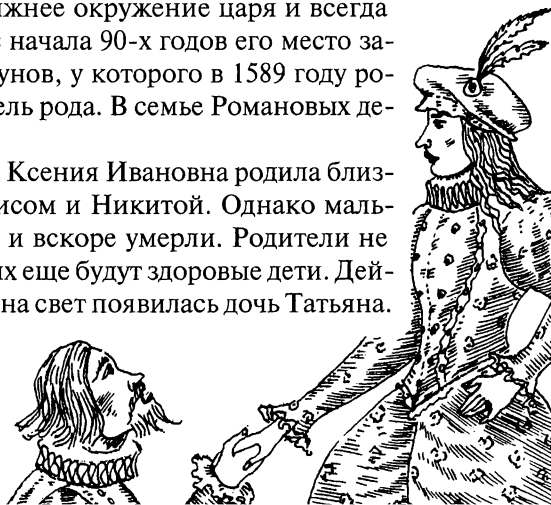 жнее окружение царя и всегда
начала 90-х годов его место за-
унов, у которого в 1589 году ро-
ель рода. В семье Романовых де-
Ксения Ивановна родила близ-
исом и Никитой. Однако маль-
и вскоре умерли. Родители не
их еще будут здоровые дети. Дей-
на свет появилась дочь Татьяна.